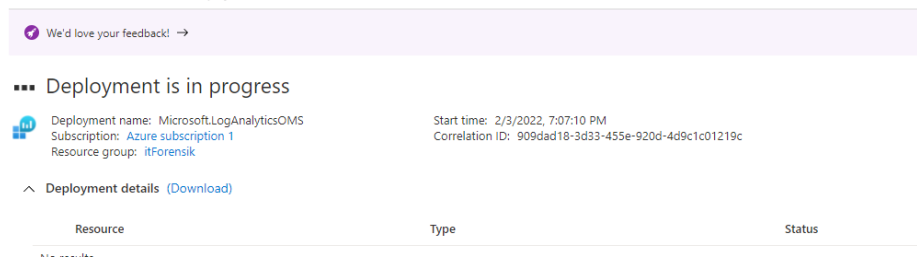 We'd love your feedback! →
Deployment is in progress
Deployment name: Microsoft.LogAnalyticsOMS
Subscription: Azure subscription 1
Resource group: itForensik
Start time: 2/3/2022, 7:07:10 PM
Correlation ID: 909dad18-3d33-455e-920d-4d9c1c01219c
Deployment details (Download)
Resource Type Status
No results